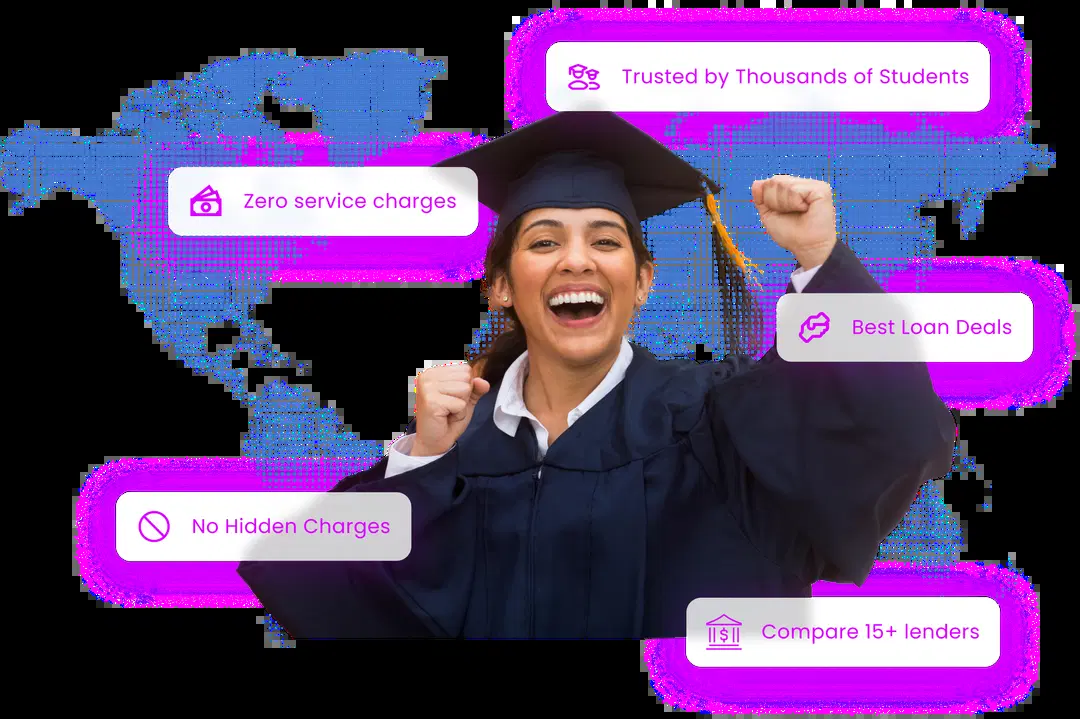 Trusted by Thousands of Students
Zero service charges
Best Loan Deals
No Hidden Charges
Compare 15+ lenders